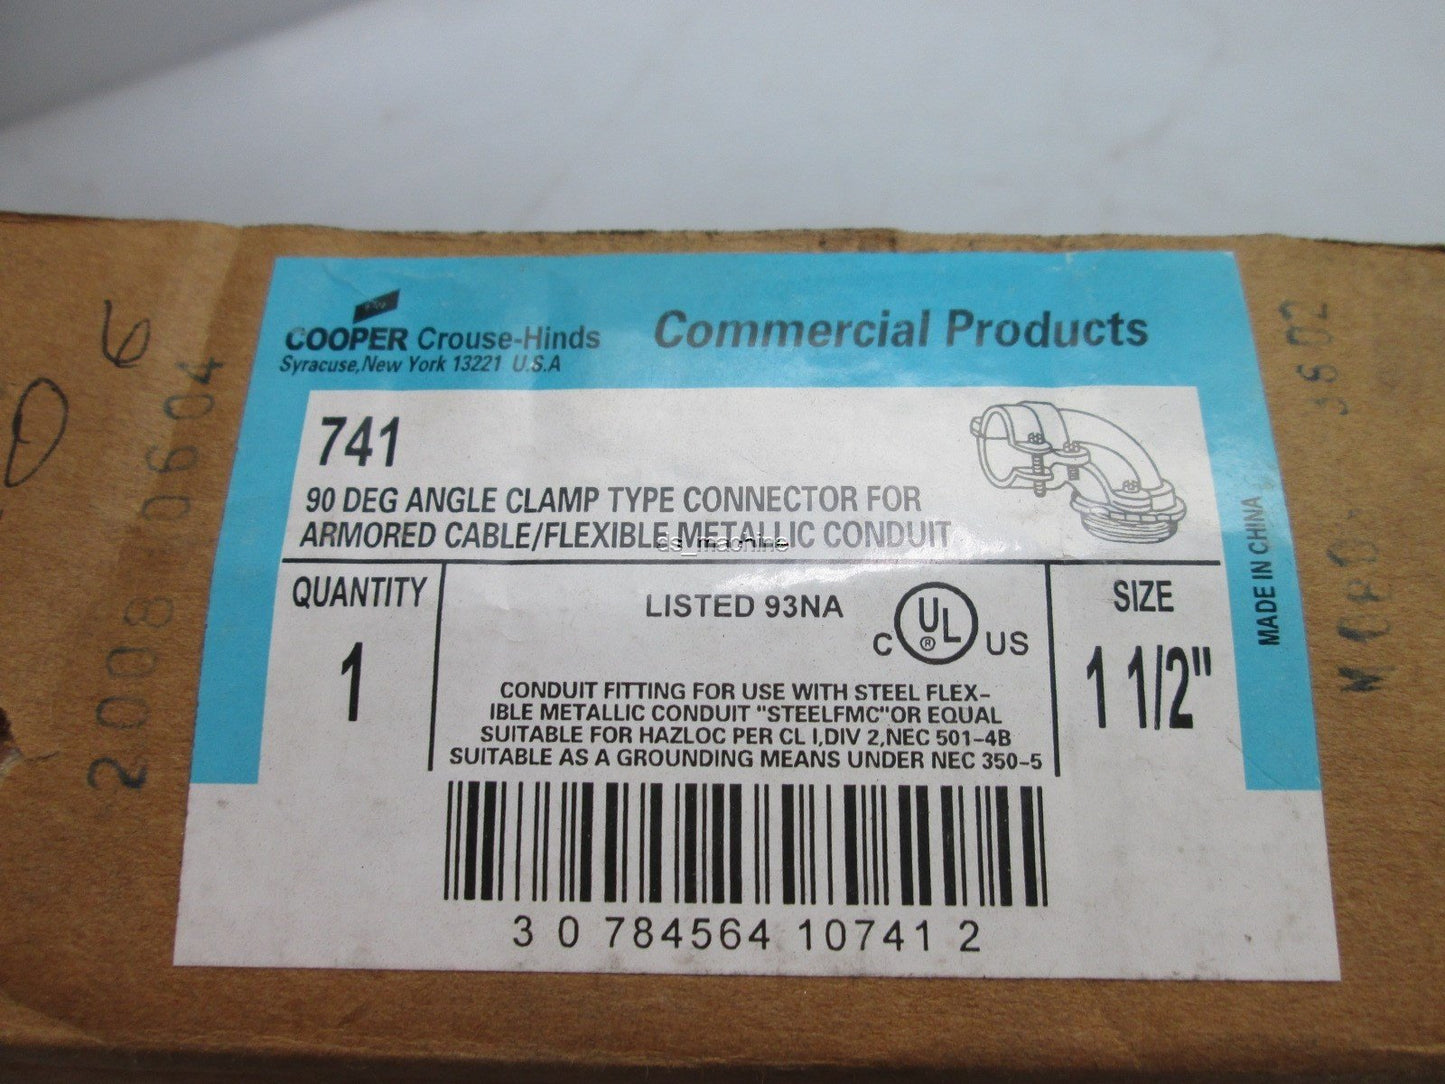 COOPER Crouse-Hinds
Syracuse, New York 13221 U.S.A
Commercial Products
741
90 DEG ANGLE CLAMP TYPE CONNECTOR FOR
ARMORED CABLE/FLEXIBLE METALLIC CONDUIT
ds_machine
QUANTITY
1
LISTED 93NA
C UL ® US
CONDUIT FITTING FOR USE WITH STEEL FLEX-
IBLE METALLIC CONDUIT "STEELFMC"OR EQUAL
SUITABLE FOR HAZLOC PER CL I,DIV 2,NEC 501-4B
SUITABLE AS A GROUNDING MEANS UNDER NEC 350-5
SIZE
1 1/2"
MADE IN CHINA
3 0 784564 10741 2
2008 0604
6